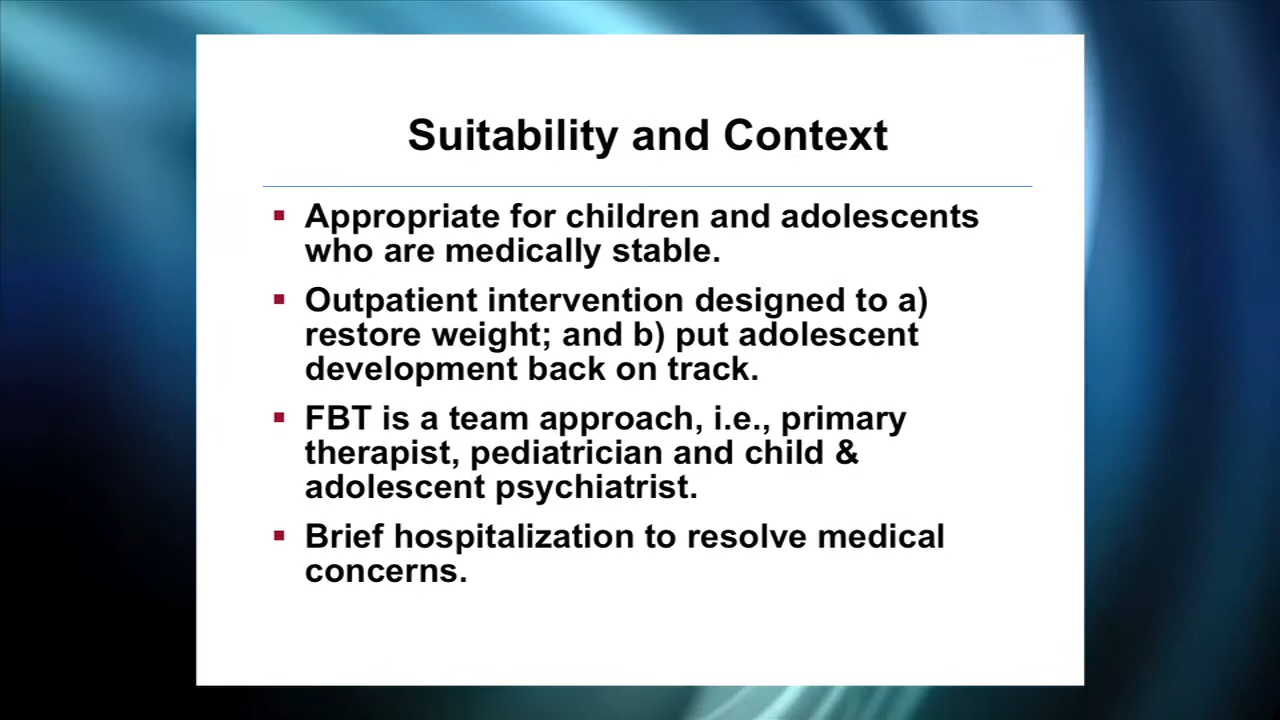 Suitability and Context
▪ Appropriate for children and adolescents
who are medically stable.
▪ Outpatient intervention designed to a)
restore weight; and b) put adolescent
development back on track.
▪ FBT is a team approach, i.e., primary
therapist, pediatrician and child &
adolescent psychiatrist.
▪ Brief hospitalization to resolve medical
concerns.